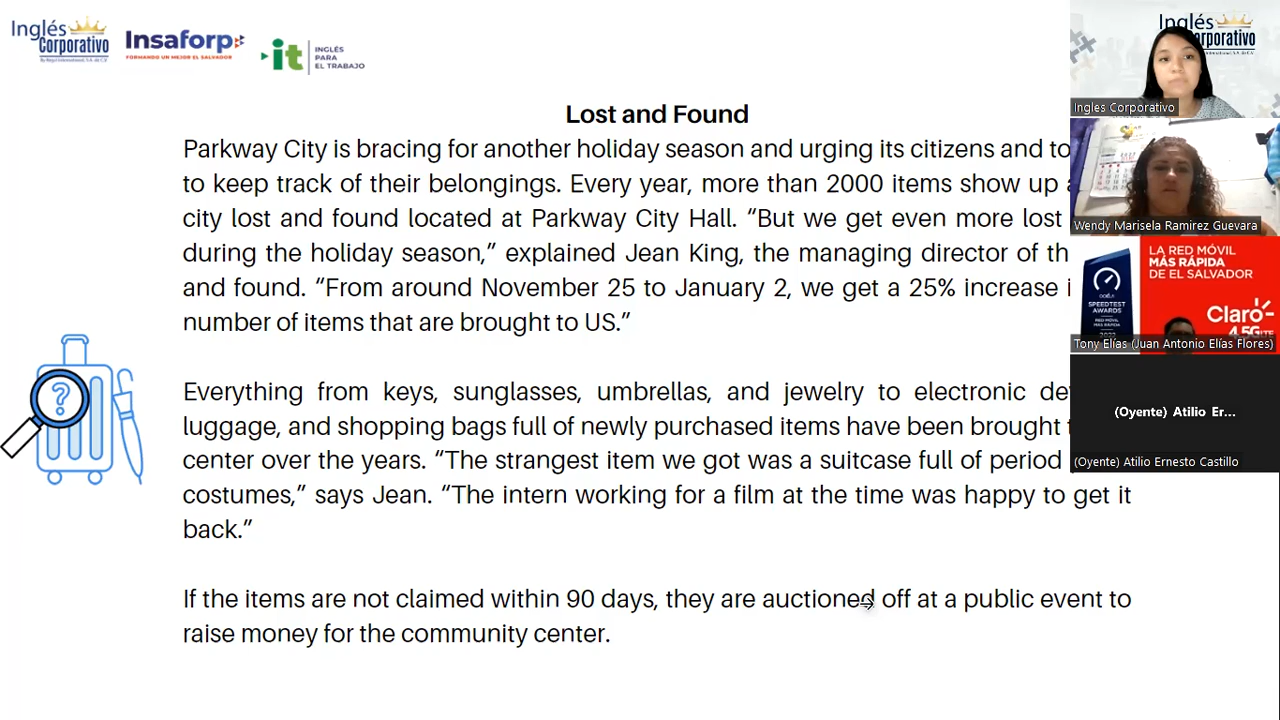 Inglés
Corporativo
By Regal International, S.A. de C.V.
Insaforp
FORMANDO UN MEJOR EL SALVADOR
it
INGLÉS
PARA
EL TRABAJO
Lost and Found
Parkway City is bracing for another holiday season and urging its citizens and to
to keep track of their belongings. Every year, more than 2000 items show up
city lost and found located at Parkway City Hall. “But we get even more lost
during the holiday season,” explained Jean King, the managing director of th
and found. “From around November 25 to January 2, we get a 25% increase i
number of items that are brought to US.”
Everything from keys, sunglasses, umbrellas, and jewelry to electronic de
luggage, and shopping bags full of newly purchased items have been brought
center over the years. “The strangest item we got was a suitcase full of period
costumes,” says Jean. “The intern working for a film at the time was happy to get it
back.”
If the items are not claimed within 90 days, they are auctioned off at a public event to
raise money for the community center.
?
Inglés
Corporativo
Ingles Corporativo
Wendy Marisela Ramirez Guevara
LA RED MÓVIL
MÁS RÁPIDA
DE EL SALVADOR
SPEEDTEST
AWARDS
Claro
4.5G
Tony Elías (Juan Antonio Elías Flores)
(Oyente) Atilio Er...
(Oyente) Atilio Ernesto Castillo